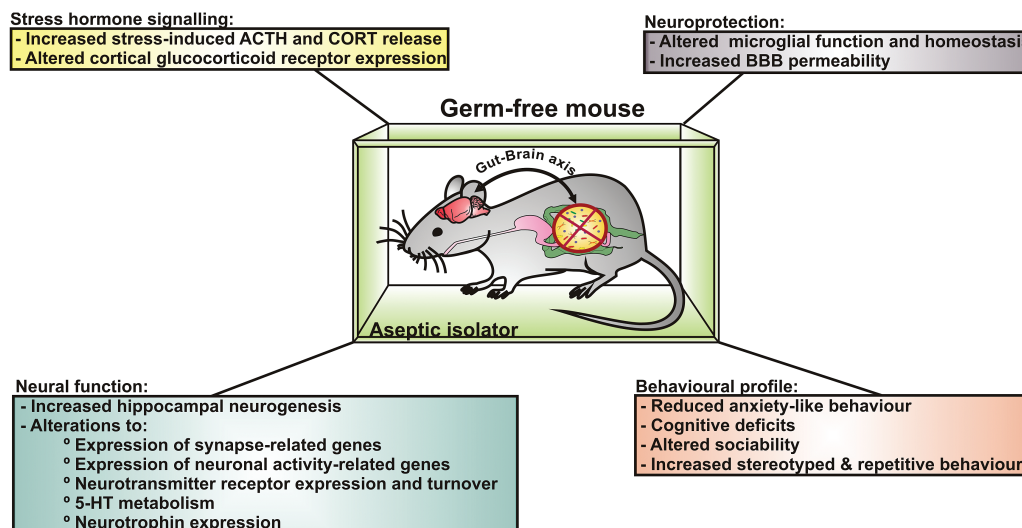 Stress hormone signalling:
- Increased stress-induced ACTH and CORT release
- Altered cortical glucocorticoid receptor expression
Neuroprotection:
- Altered microglial function and homeostasi
- Increased BBB permeability
Germ-free mouse
Gut-Brain axis
Aseptic isolator
Neural function:
- Increased hippocampal neurogenesis
- Alterations to:
º Expression of synapse-related genes
º Expression of neuronal activity-related genes
º Neurotransmitter receptor expression and turnover
º 5-HT metabolism
º Neurotrophin expression
Behavioural profile:
- Reduced anxiety-like behaviour
- Cognitive deficits
- Altered sociability
- Increased stereotyped & repetitive behaviour